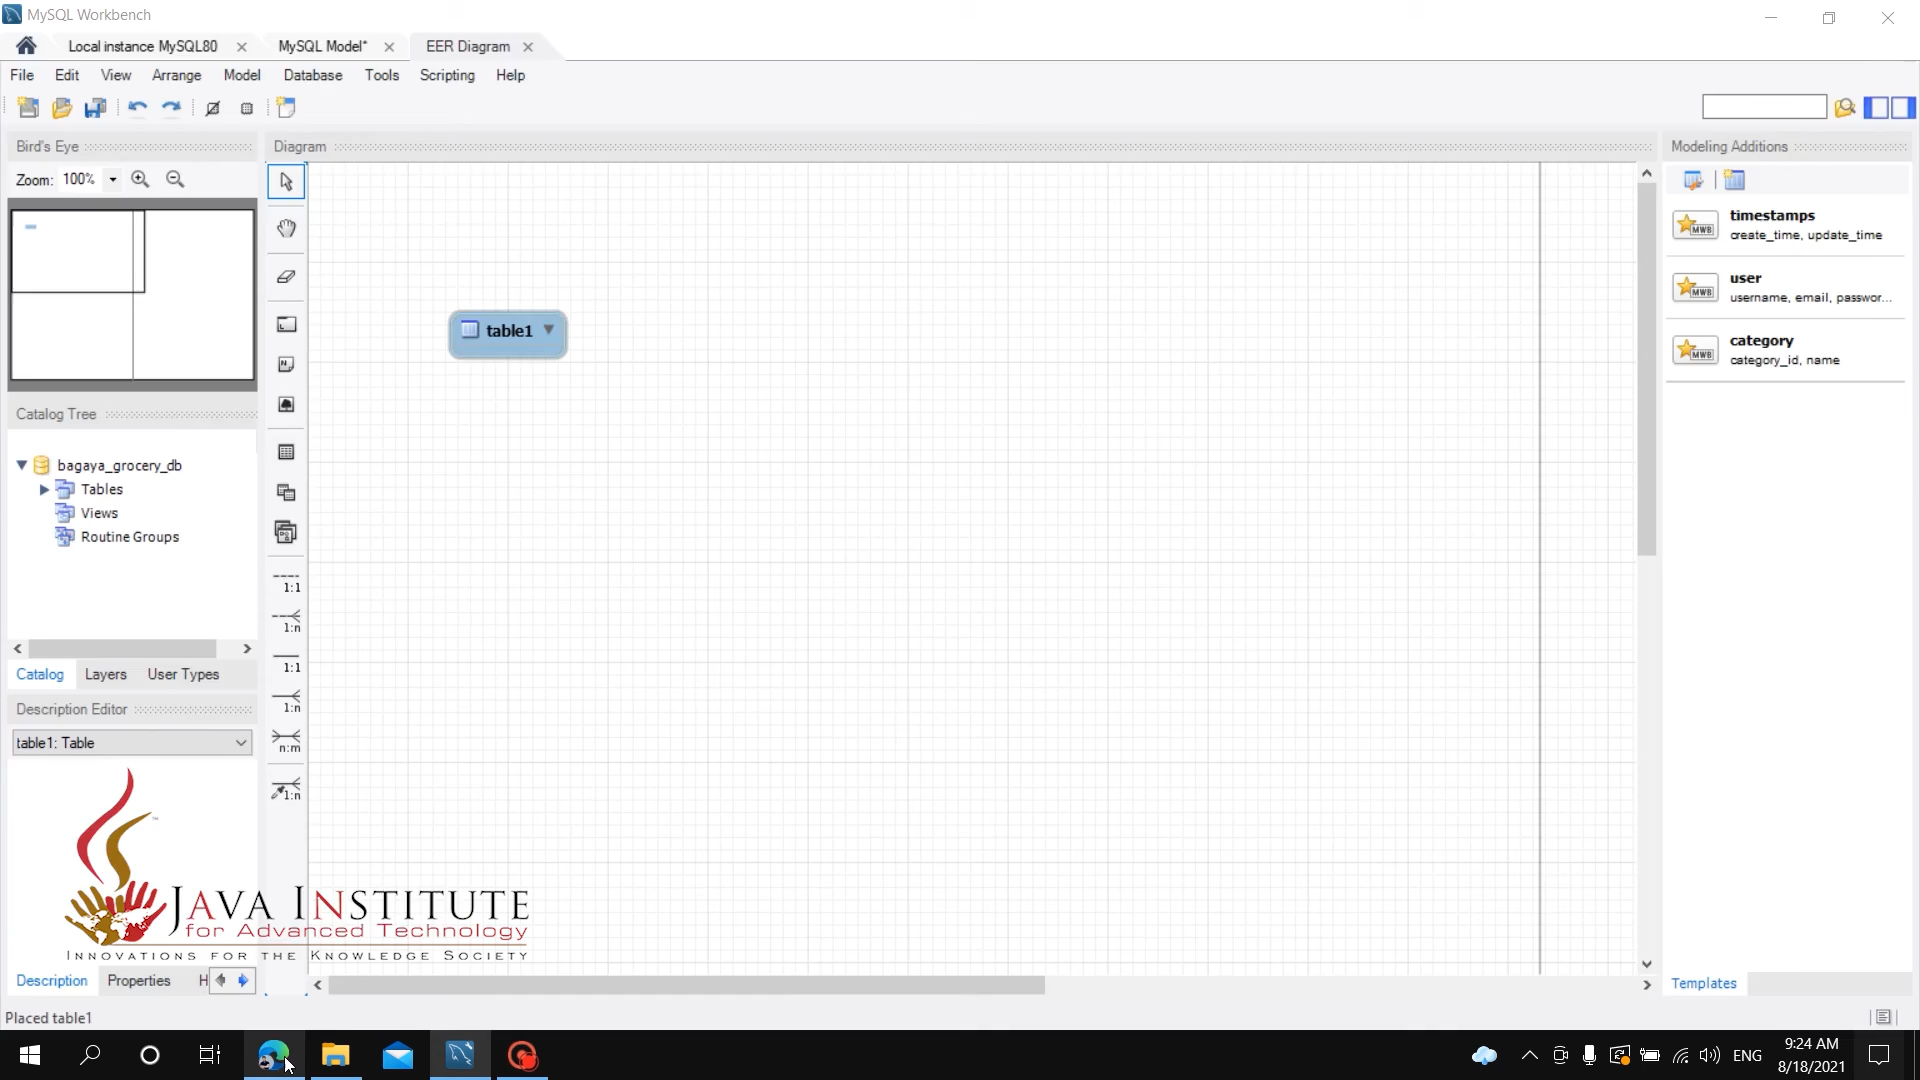 MySQL Workbench
Local instance MySQL80
MySQL Model*
EER Diagram
File Edit View Arrange Model Database Tools Scripting Help
Bird's Eye
Diagram
Modeling Additions
Zoom: 100%
timestamps
create_time, update_time
user
username, email, passwor...
category
category_id, name
table1
Catalog Tree
bagaya_grocery_db
Tables
Views
Routine Groups
1:1
1:n
1:1
1:n
n:m
1:n
Catalog Layers User Types
Description Editor
table1: Table
JAVA INSTITUTE
for Advanced Technology
INNOVATIONS FOR THE KNOWLEDGE SOCIETY
Description Properties H
Templates
Placed table1
ENG
9:24 AM
8/18/2021